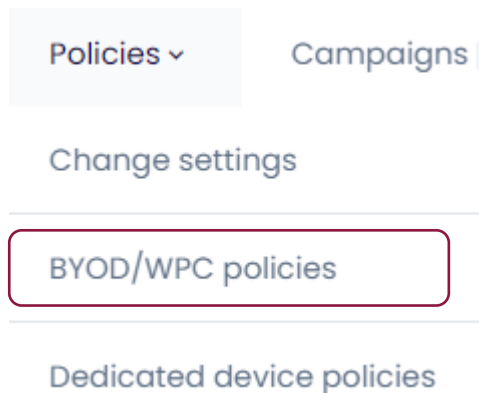 Policies Campaigns
Change settings
BYOD/WPC policies
Dedicated device policies